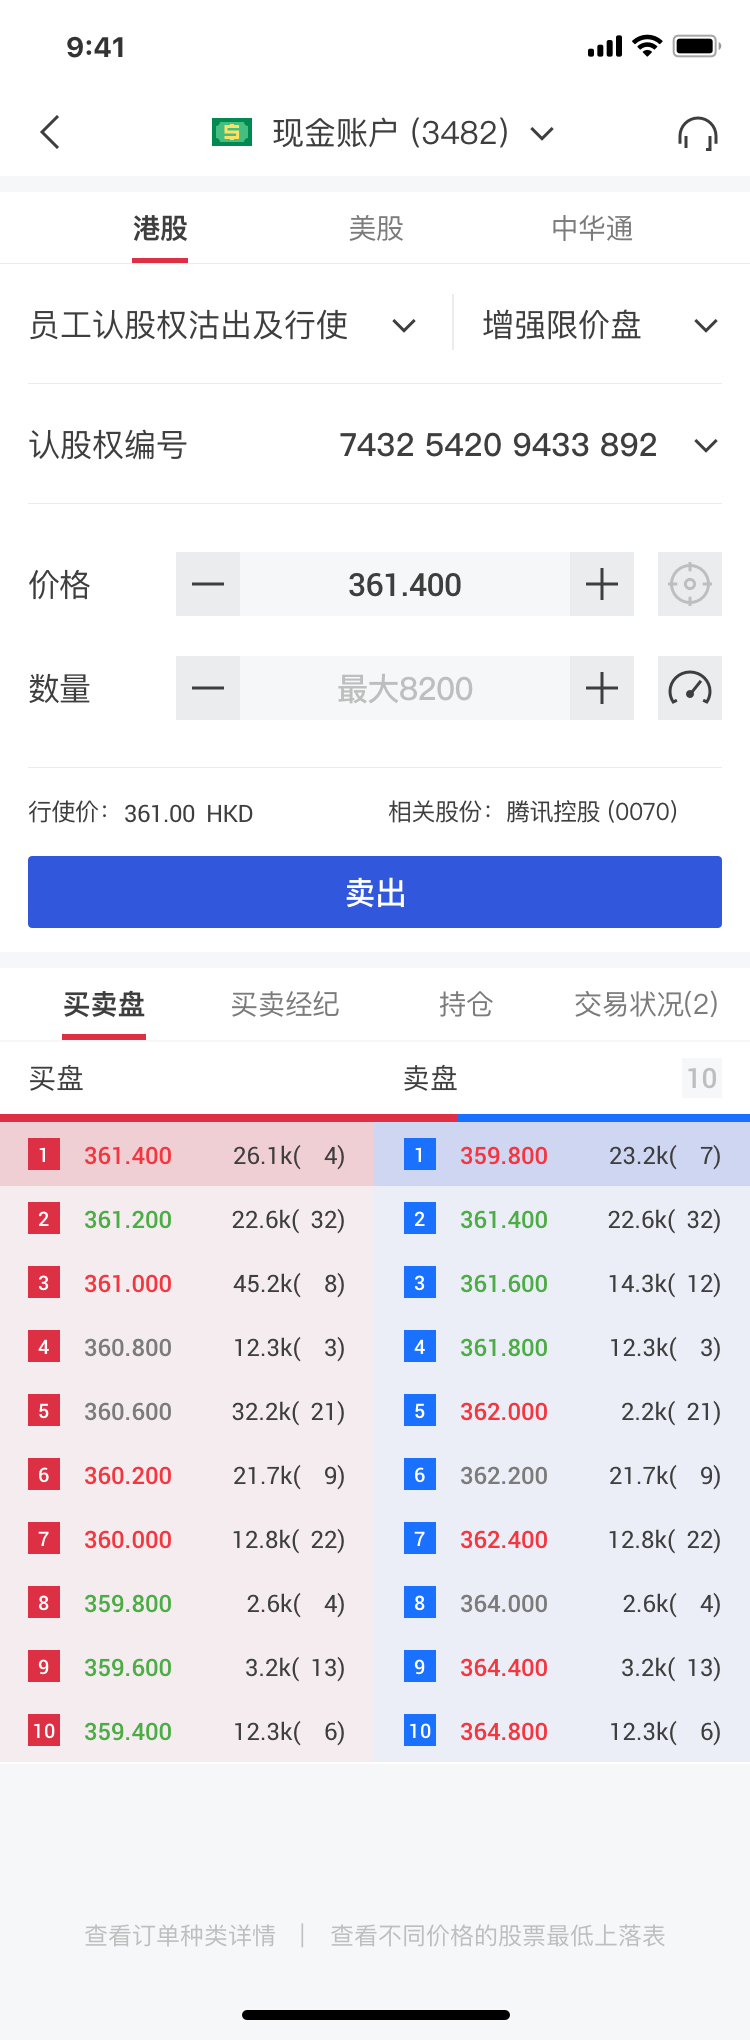 9:41
现金账户 (3482)
港股 美股 中华通
员工认股权沽出及行使 增强限价盘
认股权编号 7432 5420 9433 892
价格 361.400
数量 最大8200
行使价： 361.00 HKD 相关股份： 腾讯控股 (0070)
卖出
买卖盘 买卖经纪 持仓 交易状况(2)
买盘 卖盘 10
1 361.400 26.1k( 4) 1 359.800 23.2k( 7)
2 361.200 22.6k( 32) 2 361.400 22.6k( 32)
3 361.000 45.2k( 8) 3 361.600 14.3k( 12)
4 360.800 12.3k( 3) 4 361.800 12.3k( 3)
5 360.600 32.2k( 21) 5 362.000 2.2k( 21)
6 360.200 21.7k( 9) 6 362.200 21.7k( 9)
7 360.000 12.8k( 22) 7 362.400 12.8k( 22)
8 359.800 2.6k( 4) 8 364.000 2.6k( 4)
9 359.600 3.2k( 13) 9 364.400 3.2k( 13)
10 359.400 12.3k( 6) 10 364.800 12.3k( 6)
查看订单种类详情 | 查看不同价格的股票最低上落表